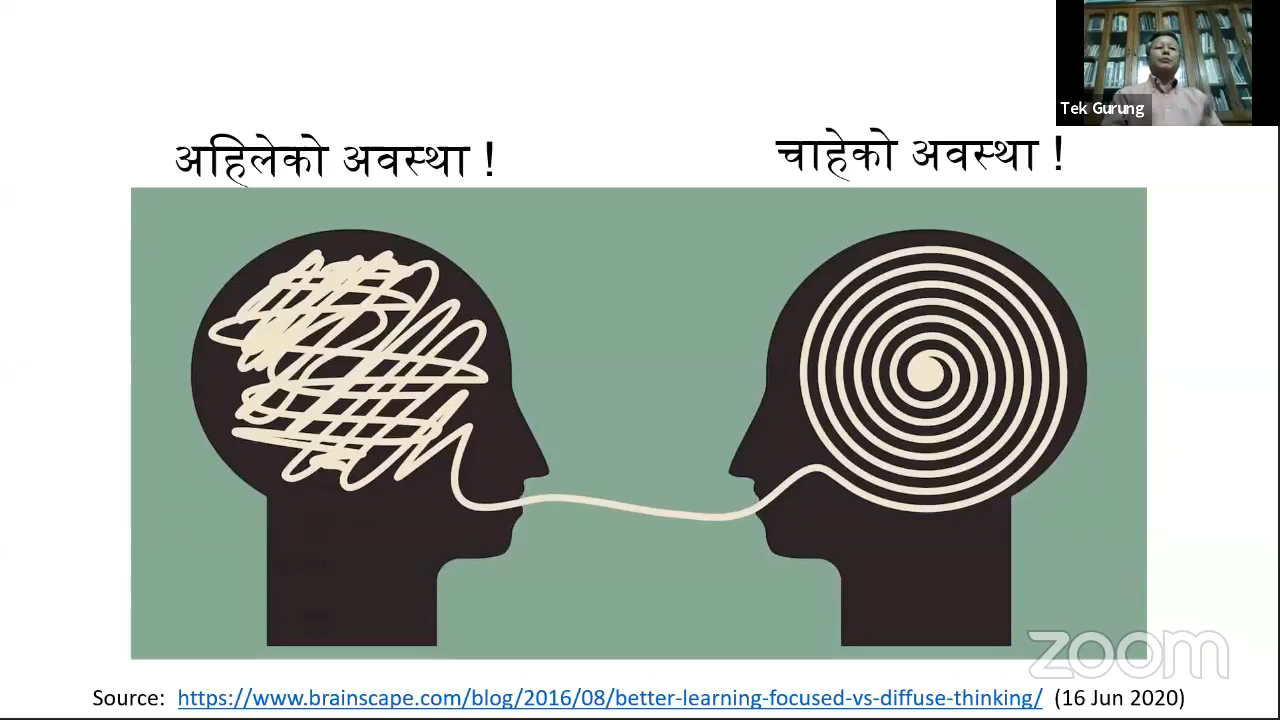 Tek Gurung
अहिलेको अवस्था !
चाहेको अवस्था !
zoom
Source: https://www.brainscape.com/blog/2016/08/better-learning-focused-vs-diffuse-thinking/ (16 Jun 2020)